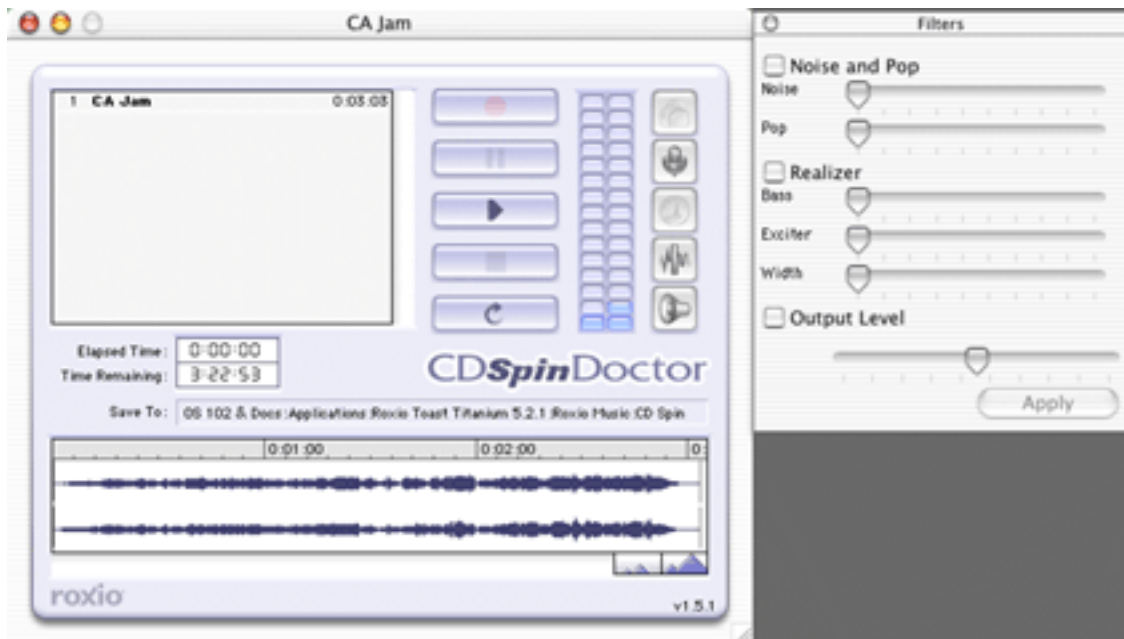 CA Jam
1 CA Jam 0:03:03
Elapsed Time: 0:00:00
Time Remaining: 3:22:53
CDSpinDoctor
Save To: OS 102 & Docs :Applications :Roxio Toast Titanium 5.2.1 :Roxio Music :CD Spin
0:01:00 0:02:00 0:
roxio
v1.5.1
Filters
Noise and Pop
Noise
Pop
Realizer
Bass
Exciter
Width
Output Level
Apply